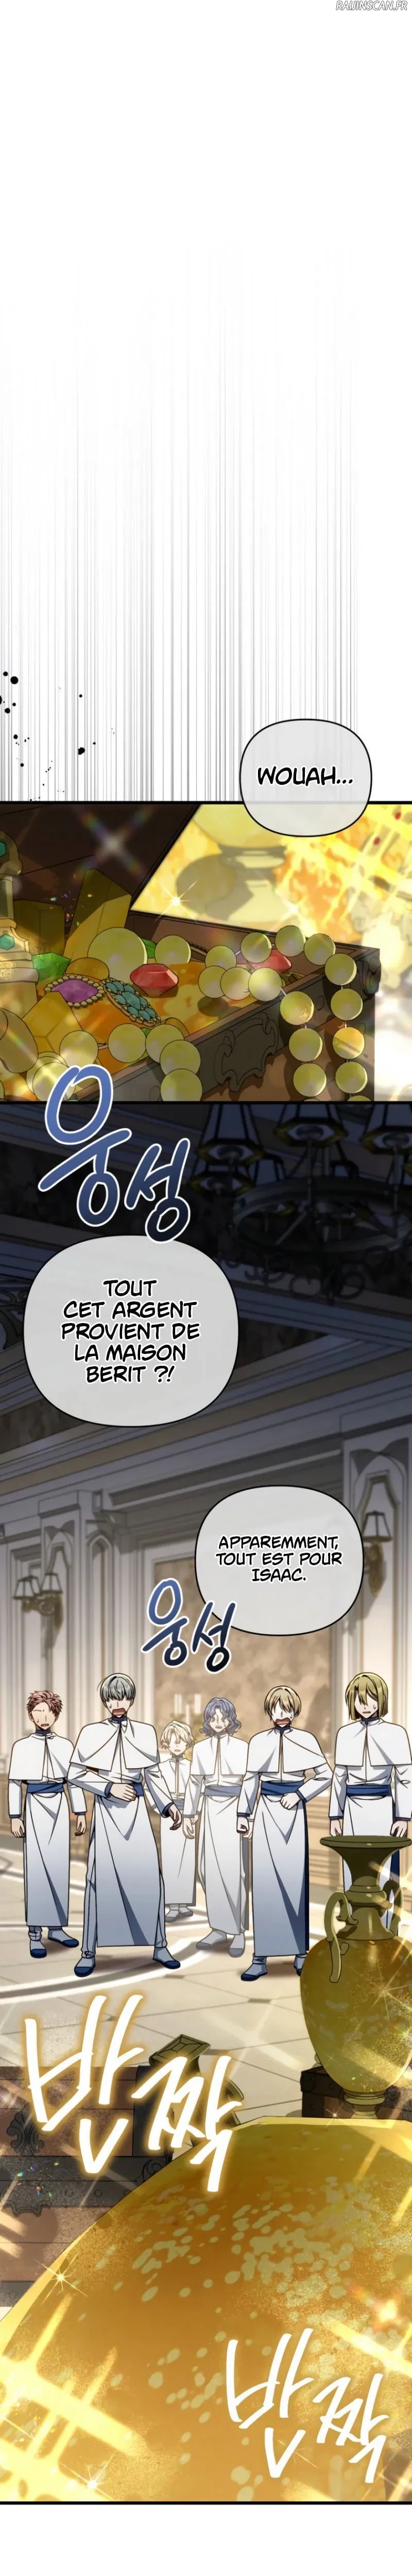 RAIJINSCAN.FR
WOUAH...
웅성
TOUT
CET ARGENT
PROVIENT DE
LA MAISON
BERIT ?!
APPAREMMENT,
TOUT EST POUR
ISAAC.
웅성
반짝
반짝